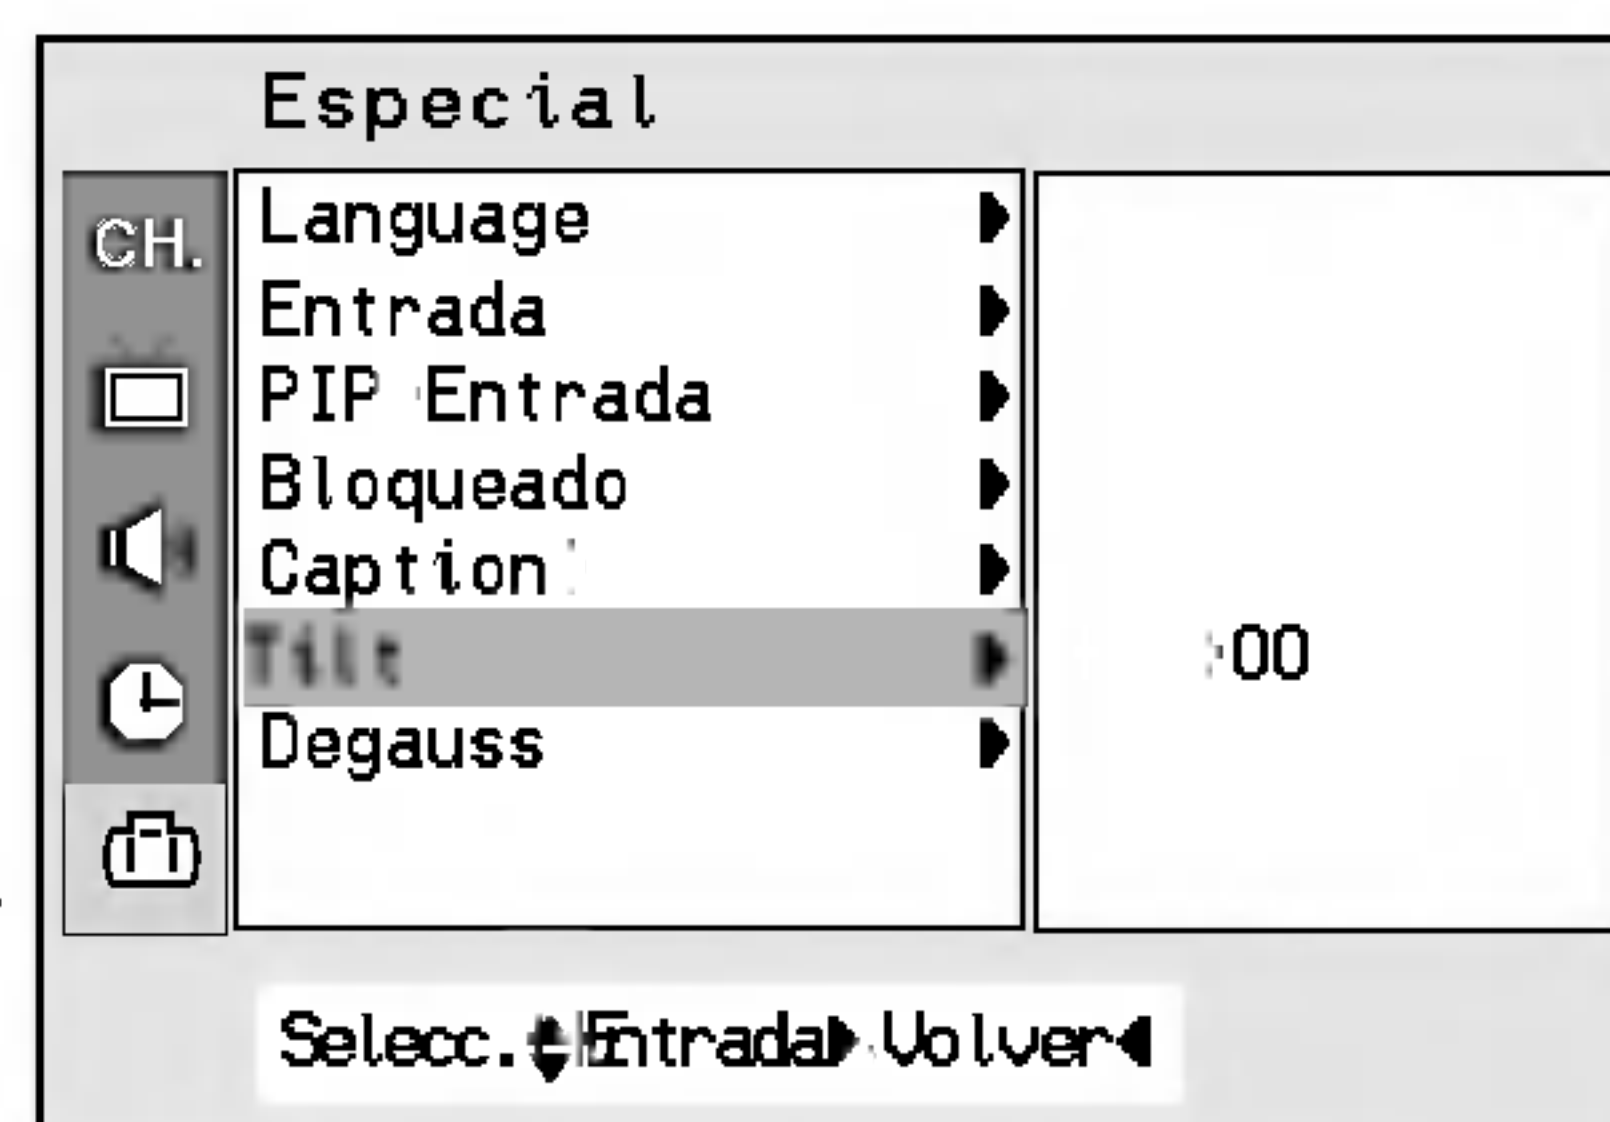 Especial
CH.
Language
Entrada
PIP Entrada
Bloqueado
Caption
Tilt 00
Degauss
Selecc. Entrada Volver